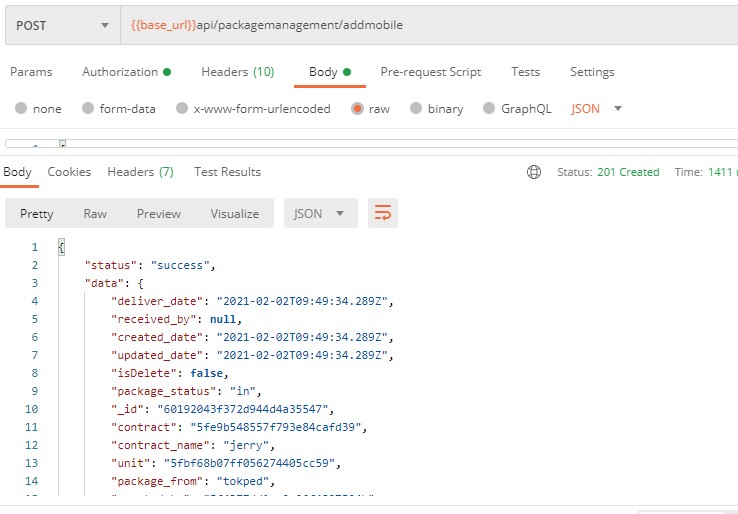 POST {{base_url}}api/packagemanagement/addmobile
Params Authorization Headers (10) Body Pre-request Script Tests Settings
none form-data x-www-form-urlencoded raw binary GraphQL JSON
Body Cookies Headers (7) Test Results Status: 201 Created Time: 1411
Pretty Raw Preview Visualize JSON
1 {
2 "status": "success",
3 "data": {
4 "deliver_date": "2021-02-02T09:49:34.289Z",
5 "received_by": null,
6 "created_date": "2021-02-02T09:49:34.289Z",
7 "updated_date": "2021-02-02T09:49:34.289Z",
8 "isDelete": false,
9 "package_status": "in",
10 "_id": "60192043f372d944d4a35547",
11 "contract": "5fe9b548557f793e84cafd39",
12 "contract_name": "jerry",
13 "unit": "5fbf68b07ff056274405cc59",
14 "package_from": "tokped",